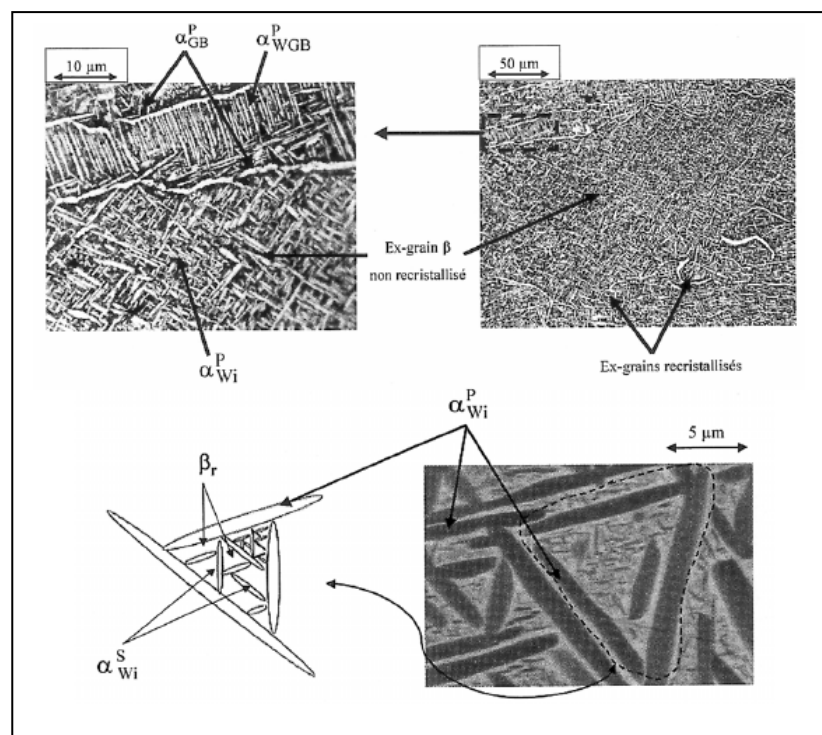 α^P_GB
α^P_WGB
10 µm
50 µm
Ex-grain β
non recristallisé
α^P_Wi
Ex-grains recristallisés
α^P_Wi
5 µm
β_r
α^S_Wi